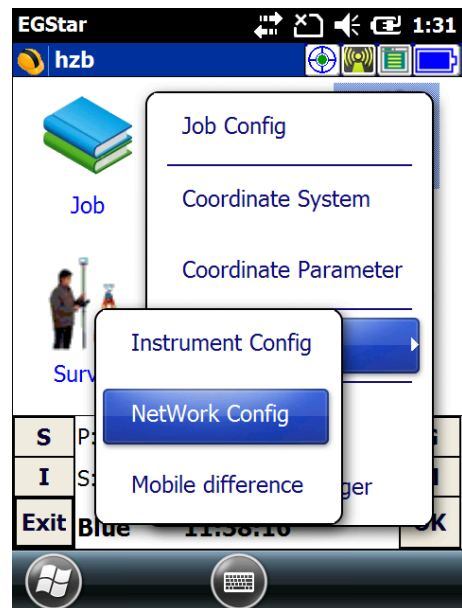 EGStar 1:31
hzb
Job Config
Job
Coordinate System
Coordinate Parameter
Instrument Config
NetWork Config
Mobile difference
S P:
I S:
Exit Blue 11:58:16